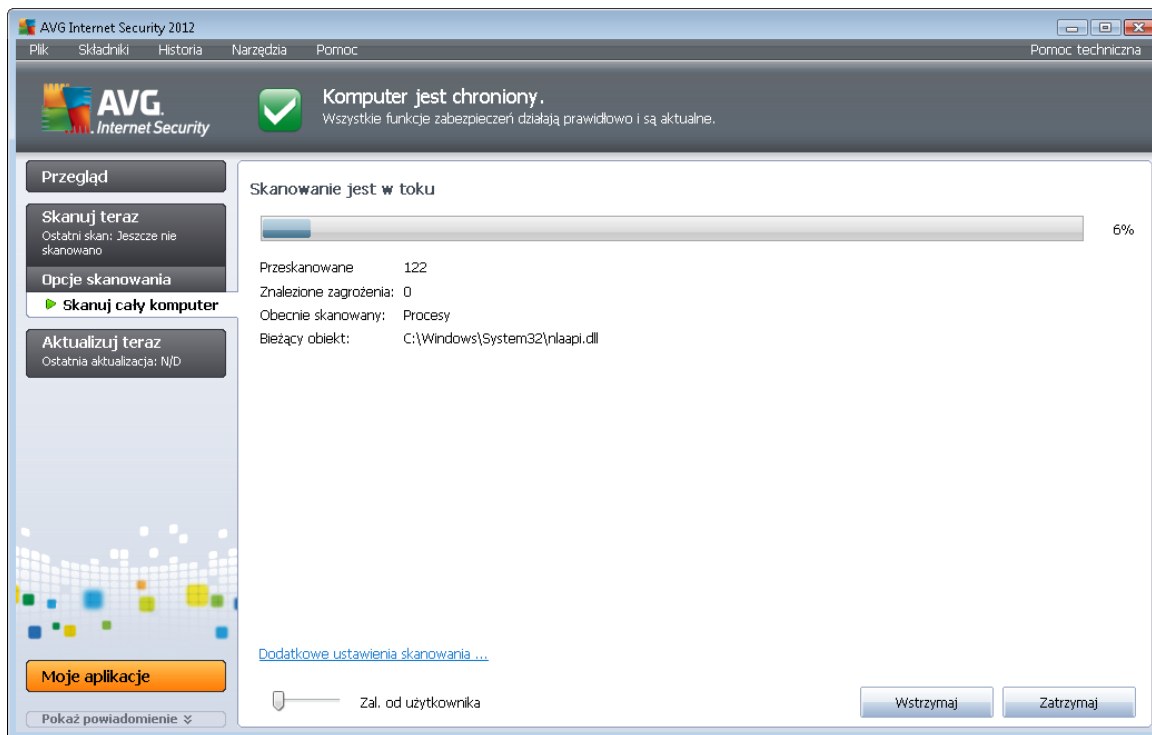 AVG Internet Security 2012
Plik Składniki Historia Narzędzia Pomoc Pomoc techniczna
AVG.
Internet Security
Komputer jest chroniony.
Wszystkie funkcje zabezpieczeń działają prawidłowo i są aktualne.
Przegląd
Skanuj teraz
Ostatni skan: Jeszcze nie
skanowano
Opcje skanowania
Skanuj cały komputer
Aktualizuj teraz
Ostatnia aktualizacja: N/D
Moje aplikacje
Pokaż powiadomienie
Skanowanie jest w toku
6%
Przeskanowane 122
Znalezione zagrożenia: 0
Obecnie skanowany: Procesy
Bieżący obiekt: C:\Windows\System32\nlaapi.dll
Dodatkowe ustawienia skanowania ...
Zal. od użytkownika
Wstrzymaj Zatrzymaj